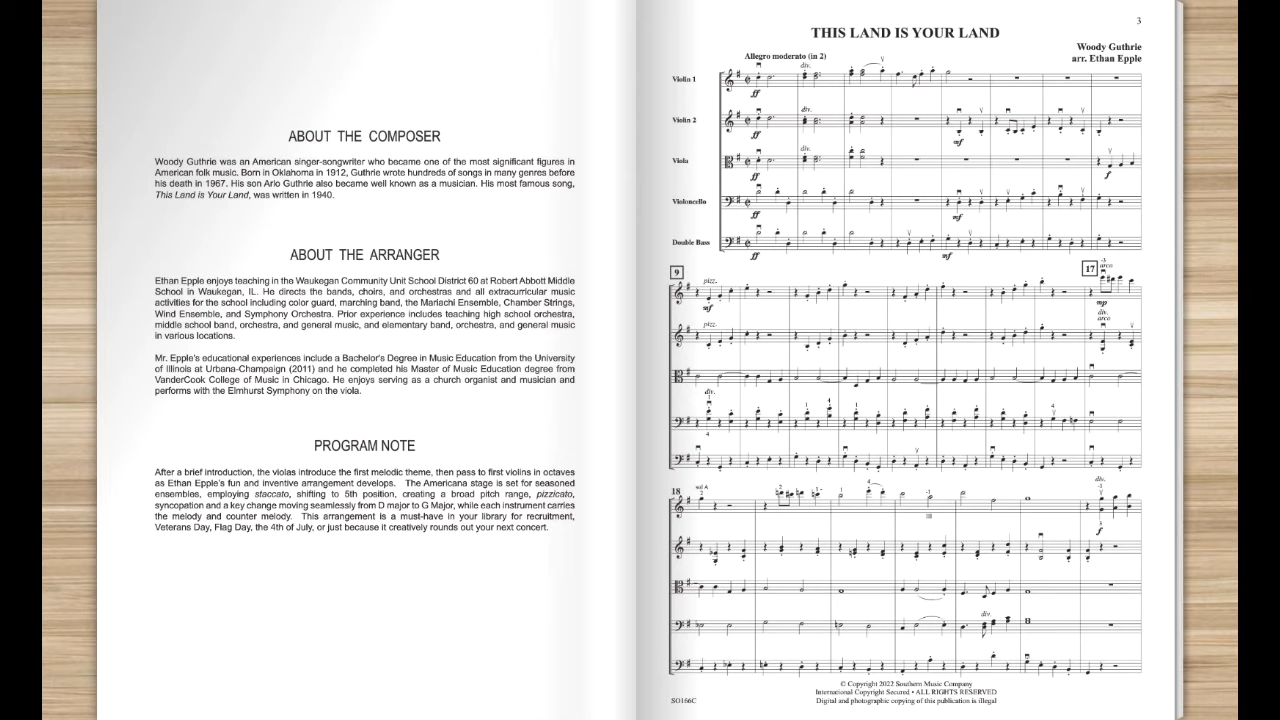 ABOUT THE COMPOSER
Woody Guthrie was an American singer-songwriter who became one of the most significant figures in
American folk music. Born in Oklahoma in 1912, Guthrie wrote hundreds of songs in many genres before
his death in 1967. His son Arlo Guthrie also became well known as a musician. His most famous song,
This Land is Your Land, was written in 1940.
ABOUT THE ARRANGER
Ethan Epple enjoys teaching in the Waukegan Community Unit School District 60 at Robert Abbott Middle
School in Waukegan, IL. He directs the bands, choirs, and orchestras and all extracurricular music
activities for the school including color guard, marching band, the Mariachi Ensemble, Chamber Strings,
Wind Ensemble, and Symphony Orchestra. Prior experience includes teaching high school orchestra,
middle school band, orchestra, and general music, and elementary band, orchestra, and general music
in various locations.
Mr. Epple's educational experiences include a Bachelor's Degree in Music Education from the University
of Illinois at Urbana-Champaign (2011) and he completed his Master of Music Education degree from
VanderCook College of Music in Chicago. He enjoys serving as a church organist and musician and
performs with the Elmhurst Symphony on the viola.
PROGRAM NOTE
After a brief introduction, the violas introduce the first melodic theme, then pass to first violins in octaves
as Ethan Epple's fun and inventive arrangement develops. The Americana stage is set for seasoned
ensembles, employing staccato, shifting to 5th position, creating a broad pitch range, pizzicato,
syncopation and a key change moving seamlessly from D major to G Major, while each instrument carries
the melody and counter melody. This arrangement is a must-have in your library for recruitment,
Veterans Day, Flag Day, the 4th of July, or just because it creatively rounds out your next concert.
3
THIS LAND IS YOUR LAND
Woody Guthrie
arr. Ethan Epple
Allegro moderato (in 2)
div.
Violin 1
ff
div.
Violin 2
ff
mf
div.
Viola
ff
f
Violoncello
ff
mf
Double Bass
ff
mf
9
17
pizz.
arco
mf
mp
div.
arco
pizz.
div.
18
sul A
div.
f
div.
© Copyright 2022 Southern Music Company
International Copyright Secured • ALL RIGHTS RESERVED
SO166C
Digital and photographic copying of this publication is illegal